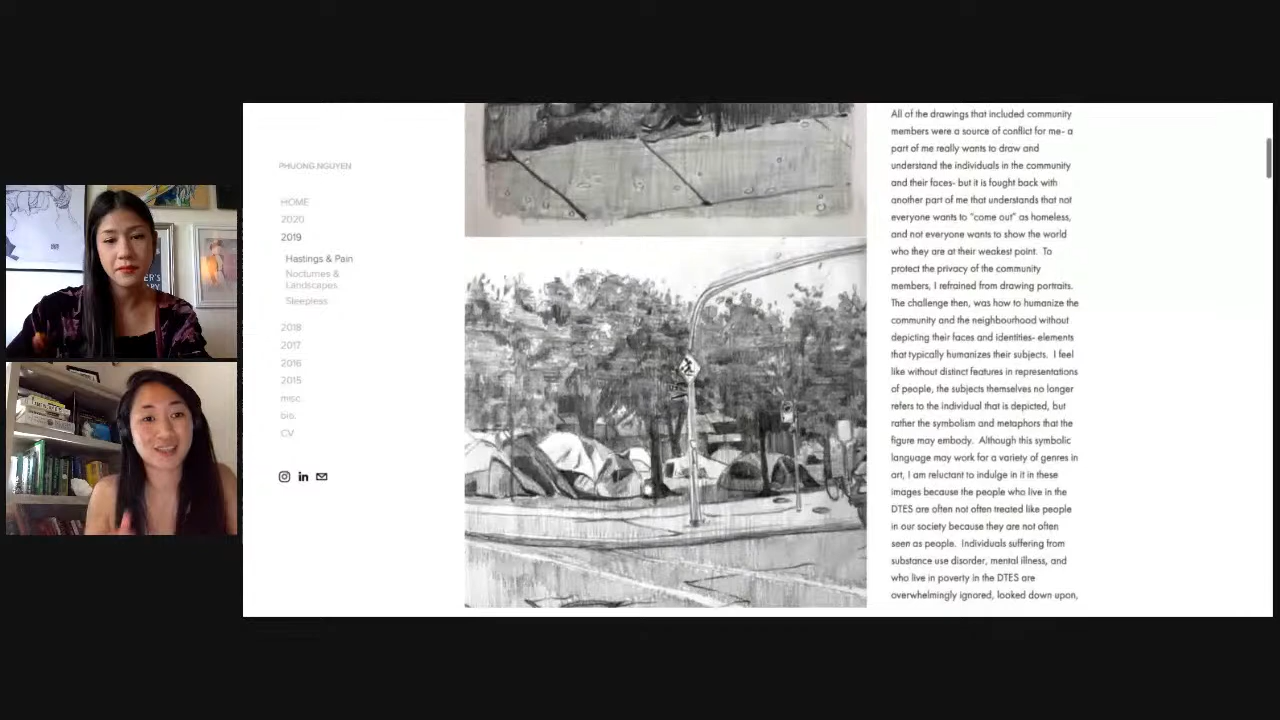 PHUONG.NGUYEN
HOME
2020
2019
Hastings & Pain
Nocturnes &
Landscapes
Sleepless
2018
2017
2016
2015
misc
bio.
CV
All of the drawings that included community
members were a source of conflict for me- a
part of me really wants to draw and
understand the individuals in the community
and their faces- but it is fought back with
another part of me that understands that not
everyone wants to "come out" as homeless,
and not everyone wants to show the world
who they are at their weakest point. To
protect the privacy of the community
members, I refrained from drawing portraits.
The challenge then, was how to humanize the
community and the neighbourhood without
depicting their faces and identities- elements
that typically humanizes their subjects. I feel
like without distinct features in representations
of people, the subjects themselves no longer
refers to the individual that is depicted, but
rather the symbolism and metaphors that the
figure may embody. Although this symbolic
language may work for a variety of genres in
art, I am reluctant to indulge in it in these
images because the people who live in the
DTES are often not often treated like people
in our society because they are not often
seen as people. Individuals suffering from
substance use disorder, mental illness, and
who live in poverty in the DTES are
overwhelmingly ignored, looked down upon,